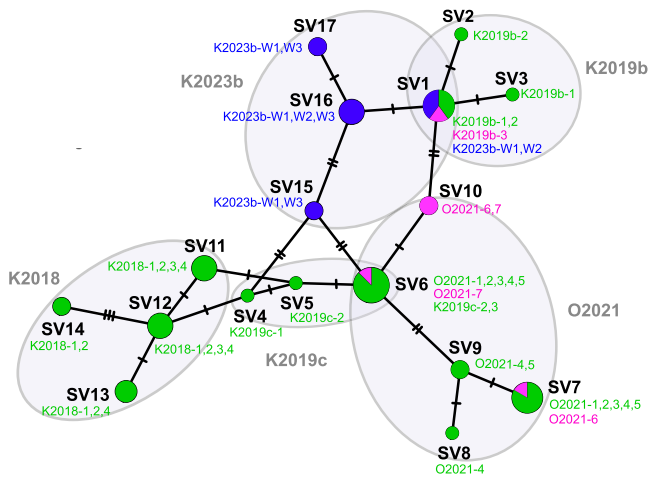 SV17
K2023b-W1,W3
SV2
K2019b-2
K2023b
K2019b
SV1
SV3
K2019b-1
SV16
K2023b-W1,W2,W3
K2019b-1,2
K2019b-3
K2023b-W1,W2
SV15
K2023b-W1,W3
SV10
O2021-6,7
SV11
K2018-1,2,3,4
K2018
SV12
SV14
K2018-1,2
K2018-1,2,3,4
SV13
K2018-1,2,4
SV5
K2019c-2
SV4
K2019c-1
K2019c
SV6
O2021-1,2,3,4,5
O2021-7
K2019c-2,3
O2021
SV9
O2021-4,5
SV7
O2021-1,2,3,4,5
O2021-6
SV8
O2021-4